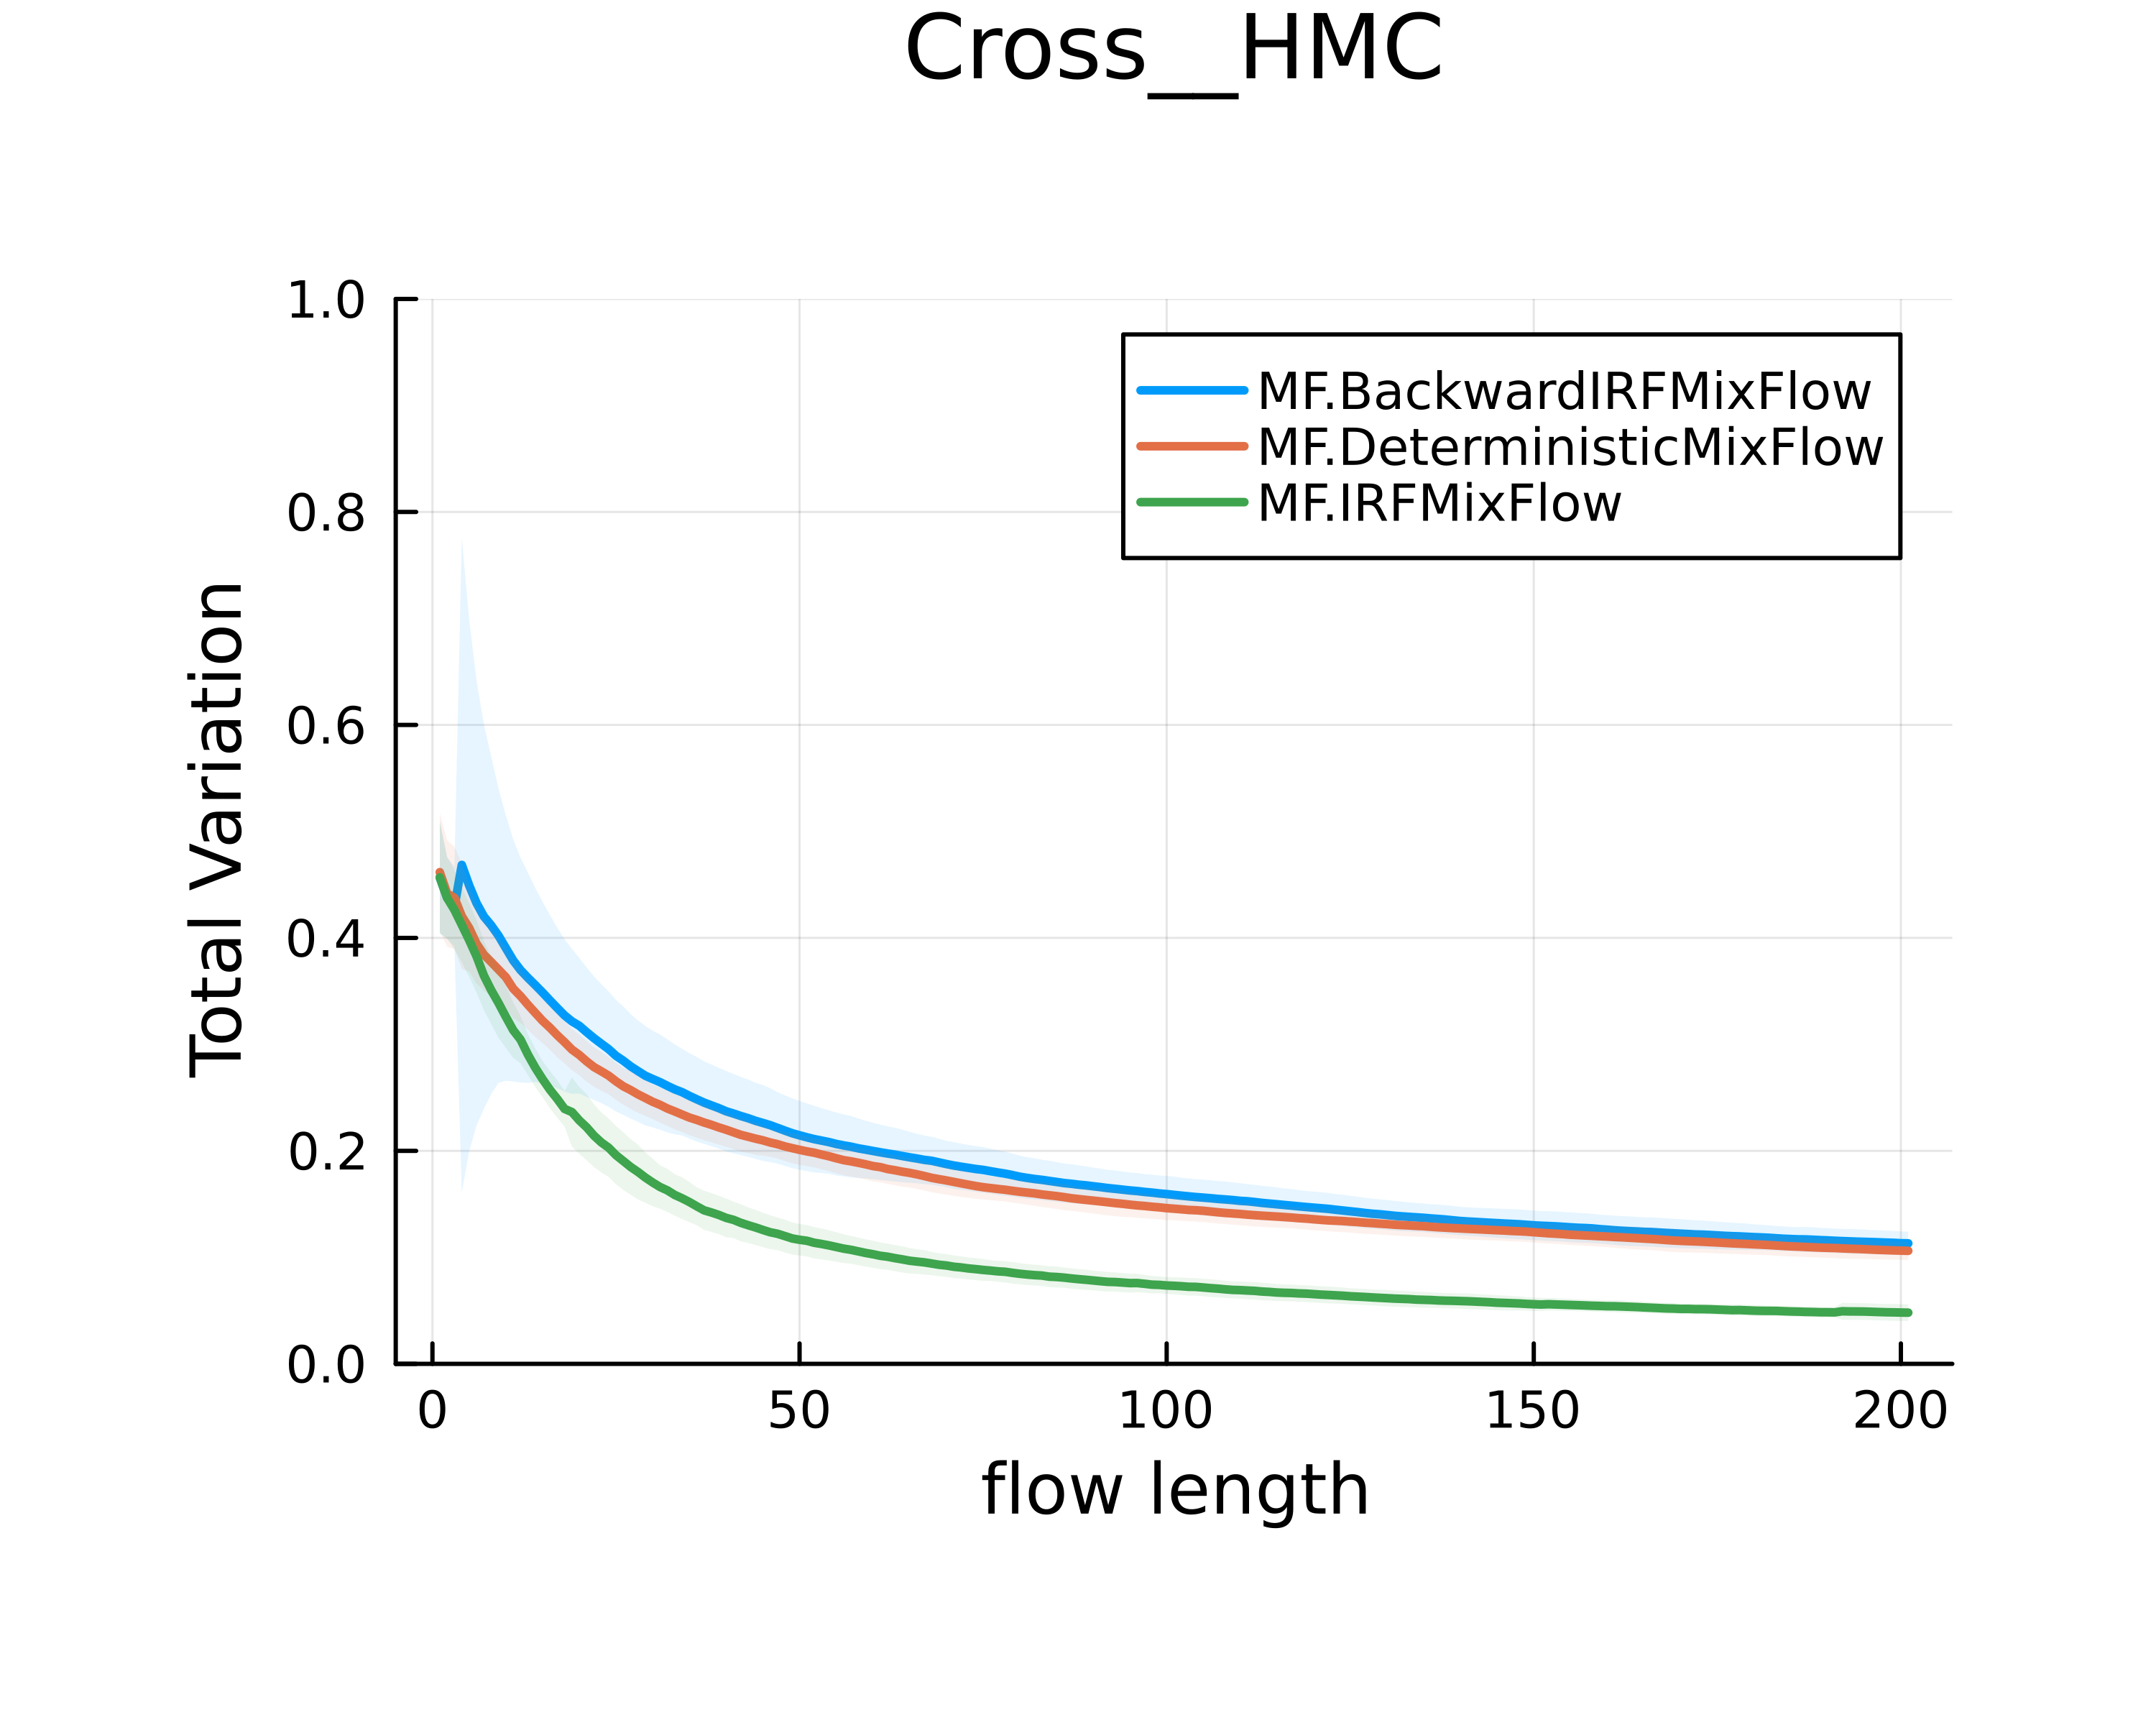 Cross__HMC
1.0
0.8
0.6
0.4
0.2
0.0
Total Variation
MF.BackwardIRFMixFlow
MF.DeterministicMixFlow
MF.IRFMixFlow
0 50 100 150 200
flow length